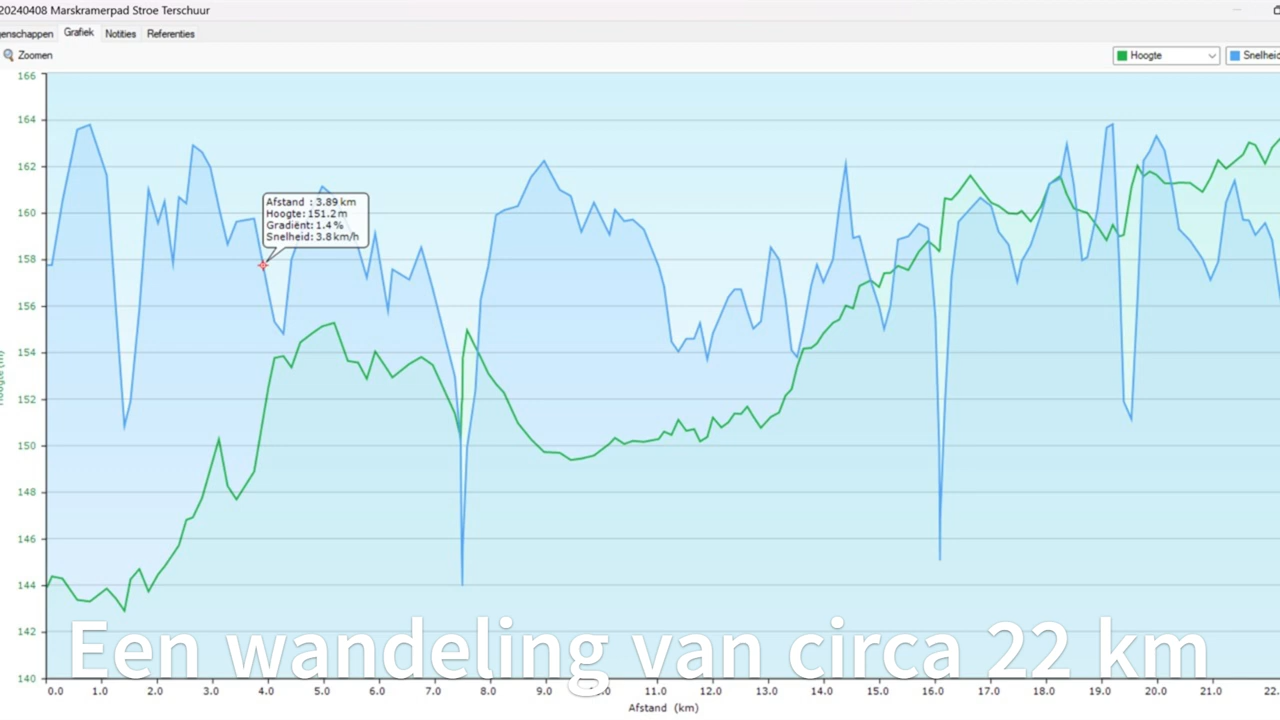 20240408 Marskramerpad Stroe Terschuur
genschappen Grafiek Notities Referenties
Zoomen
Hoogte
Snelheid
166
164
162
160
158
156
154
152
150
148
146
144
142
140
Hoogte (m)
Afstand : 3.89 km
Hoogte: 151.2 m
Gradiënt: 1.4 %
Snelheid: 3.8 km/h
Een wandeling van circa 22 km
0.0 1.0 2.0 3.0 4.0 5.0 6.0 7.0 8.0 9.0 11.0 12.0 13.0 14.0 15.0 16.0 17.0 18.0 19.0 20.0 21.0 22.
Afstand (km)